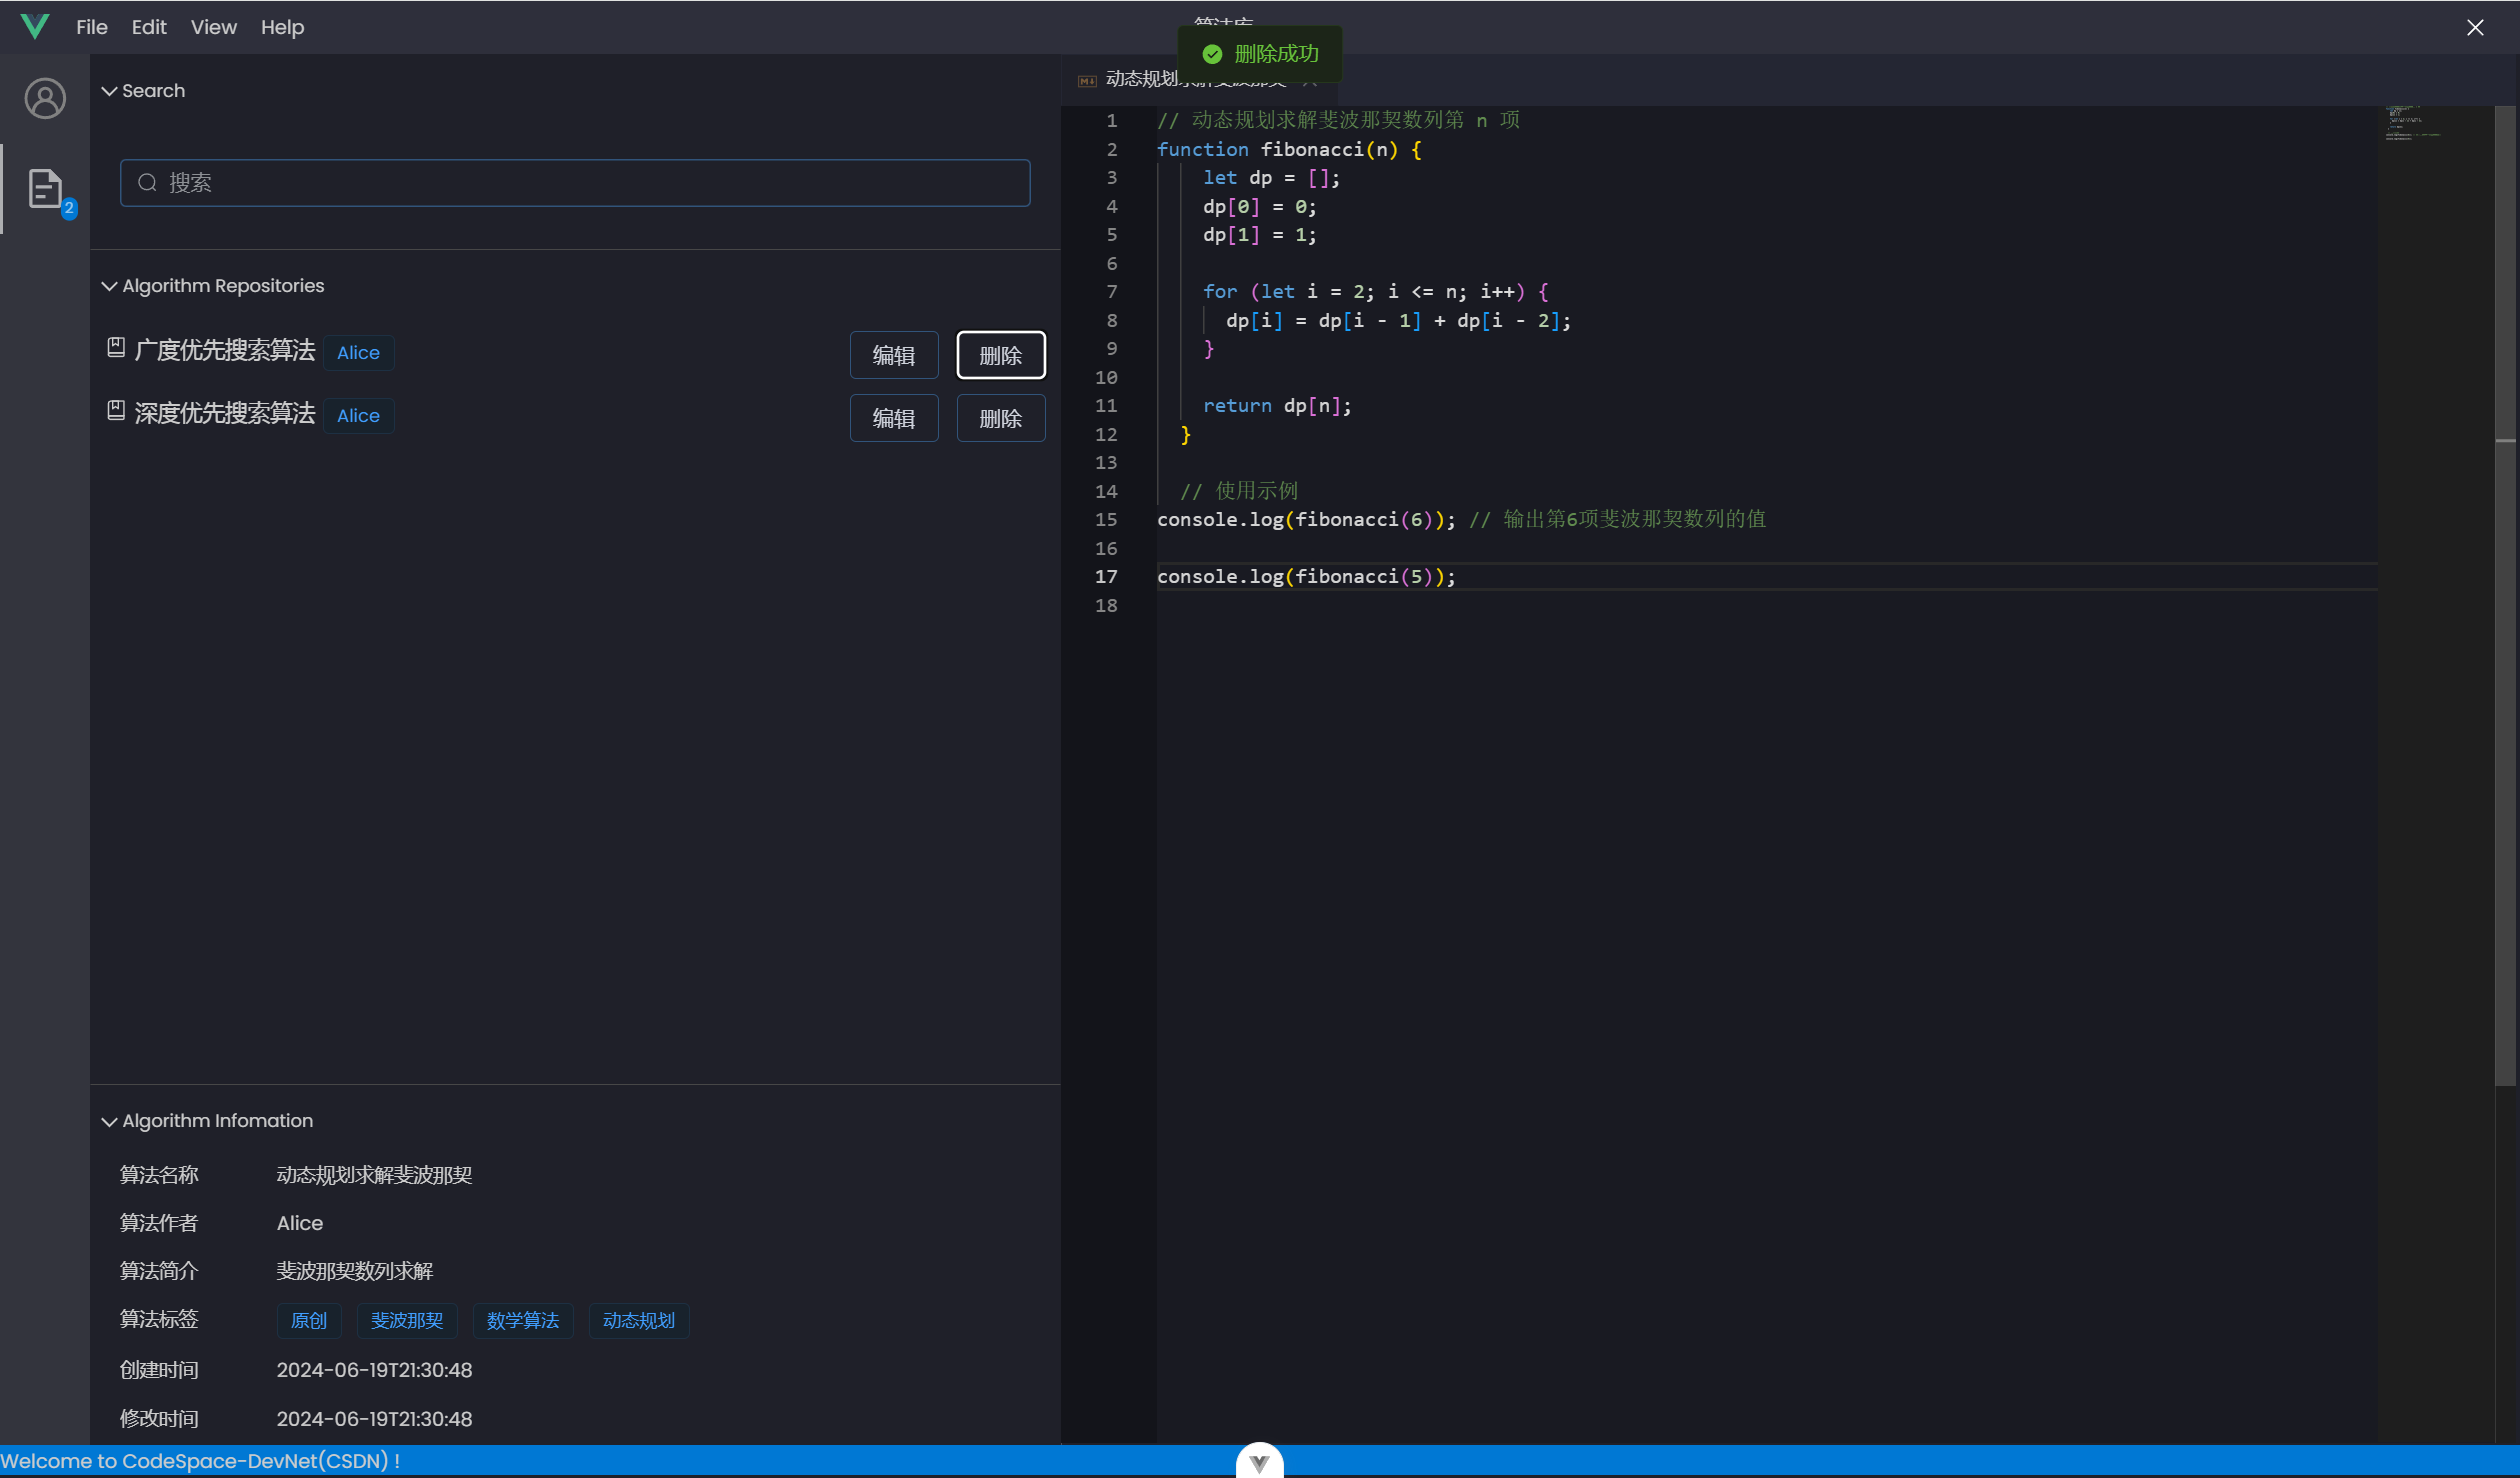 File Edit View Help
删除成功
Search
搜索
Algorithm Repositories
广度优先搜索算法 Alice 编辑 删除
深度优先搜索算法 Alice 编辑 删除
2
Algorithm Infomation
算法名称 动态规划求解斐波那契
算法作者 Alice
算法简介 斐波那契数列求解
算法标签 原创 斐波那契 数学算法 动态规划
创建时间 2024-06-19T21:30:48
修改时间 2024-06-19T21:30:48
动态规划求解斐波那契
1 // 动态规划求解斐波那契数列第 n 项
2 function fibonacci(n) {
3 let dp = [];
4 dp[0] = 0;
5 dp[1] = 1;
6
7 for (let i = 2; i <= n; i++) {
8 dp[i] = dp[i - 1] + dp[i - 2];
9 }
10
11 return dp[n];
12 }
13
14 // 使用示例
15 console.log(fibonacci(6)); // 输出第6项斐波那契数列的值
16
17 console.log(fibonacci(5));
18
Welcome to CodeSpace-DevNet(CSDN) !